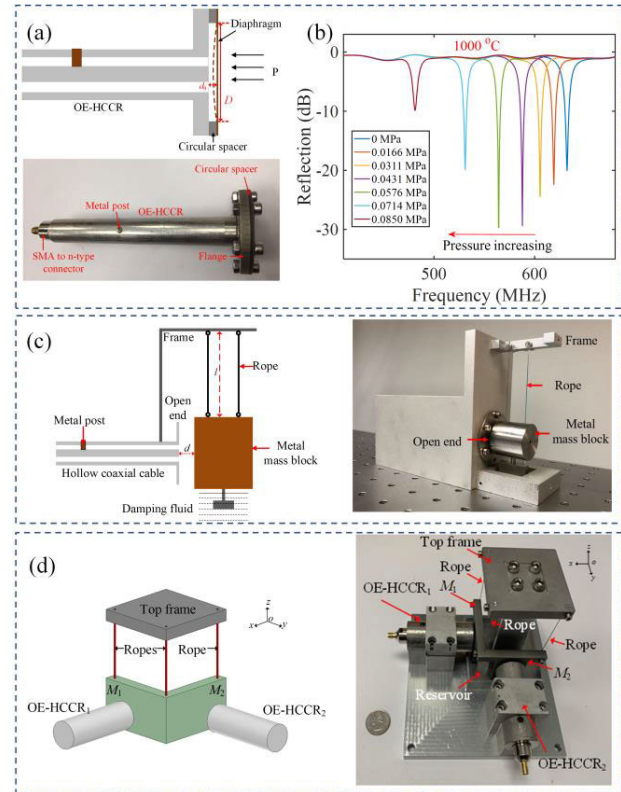 (a)
Diaphragm
P
d₁
D
OE-HCCR
Circular spacer
Circular spacer
OE-HCCR
Metal post
SMA to n-type
connector
Flange
(b)
1000 °C
0
-10
-20
-30
Reflection (dB)
0 MPa
0.0166 MPa
0.0311 MPa
0.0431 MPa
0.0576 MPa
0.0714 MPa
0.0850 MPa
Pressure increasing
500
600
Frequency (MHz)
(c)
Frame
Rope
l
Open
end
Metal post
d
Metal
mass block
Hollow coaxial cable
Damping fluid
Frame
Rope
Open end
Metal
mass block
(d)
Top frame
z
x
o
y
Ropes
Rope
M₁
M₂
OE-HCCR₁
OE-HCCR₂
Top frame
z
x
o
y
Rope
M₁
OE-HCCR₁
Rope
Rope
M₂
Reservoir
OE-HCCR₂